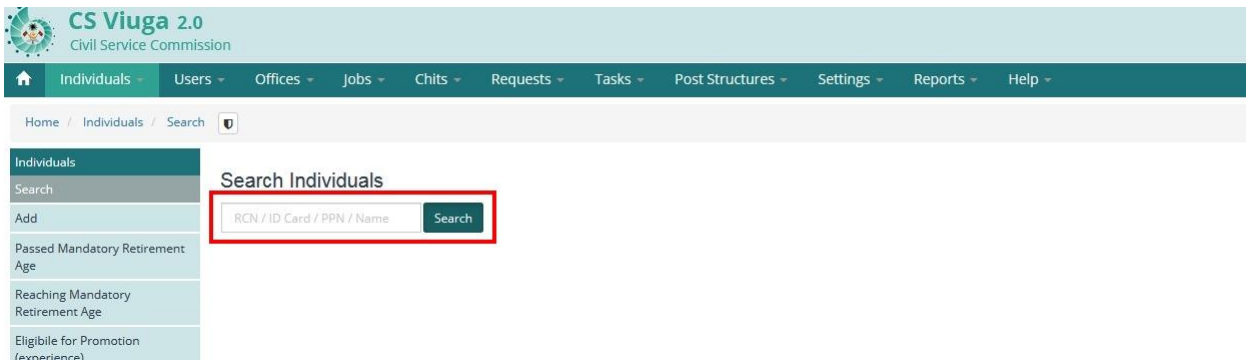 CS Viuga 2.0
Civil Service Commission
Individuals Users Offices Jobs Chits Requests Tasks Post Structures Settings Reports Help
Home / Individuals / Search
Individuals
Search
Add
Passed Mandatory Retirement
Age
Reaching Mandatory
Retirement Age
Eligibile for Promotion
(experience)
Search Individuals
RCN / ID Card / PPN / Name Search